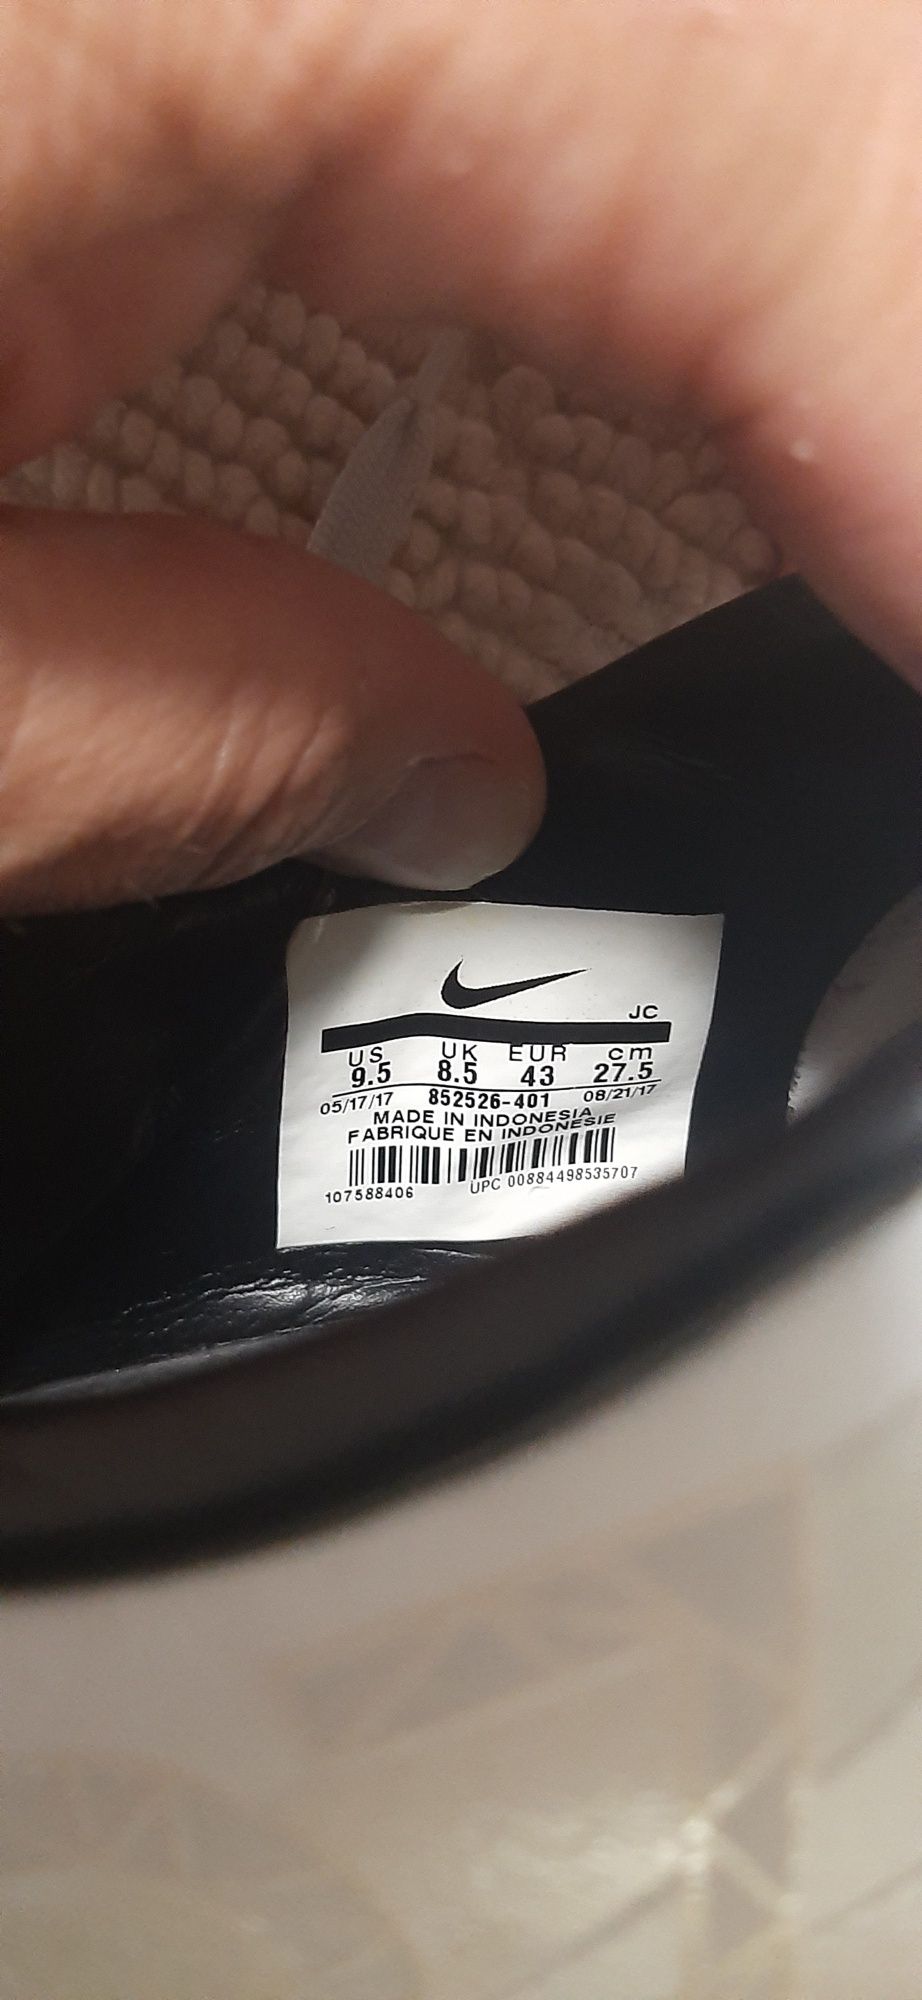 JC
US UK EUR cm
9.5 8.5 43 27.5
05/17/17 852526-401 08/21/17
MADE IN INDONESIA
FABRIQUE EN INDONESIE
107588406 UPC 00884498535707